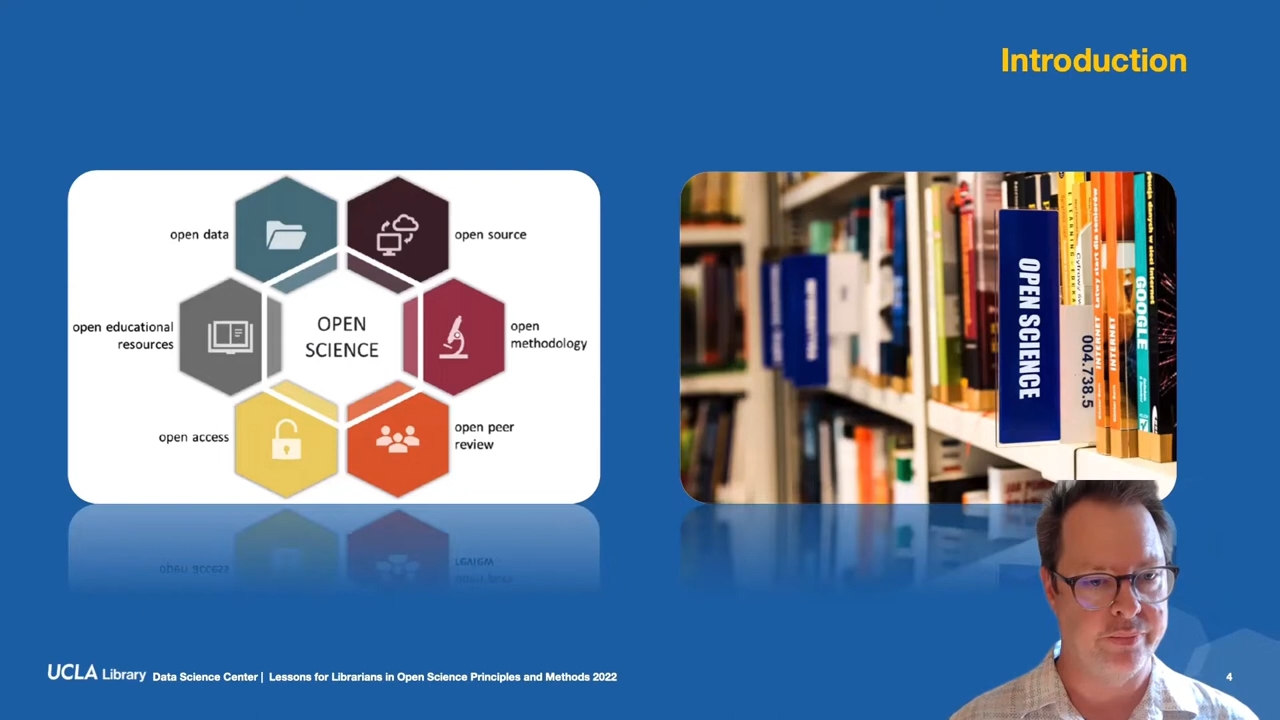 Introduction
open data
open source
open educational
resources
OPEN
SCIENCE
open
methodology
open access
open peer
review
OPEN SCIENCE
004.738.5
INTERNET
INTERNET
GOOGLE
UCLA Library Data Science Center | Lessons for Librarians in Open Science Principles and Methods 2022
4